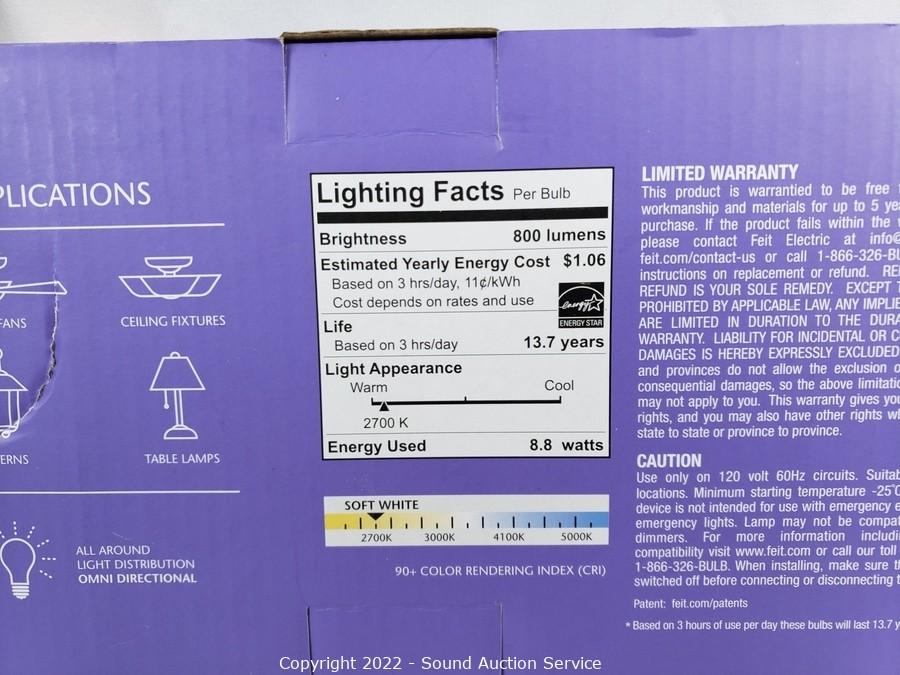 PLICATIONS
FANS
CEILING FIXTURES
ERNS
TABLE LAMPS
ALL AROUND
LIGHT DISTRIBUTION
OMNI DIRECTIONAL
Lighting Facts Per Bulb
Brightness 800 lumens
Estimated Yearly Energy Cost $1.06
Based on 3 hrs/day, 11¢/kWh
Cost depends on rates and use
energy
ENERGY STAR
Life
Based on 3 hrs/day 13.7 years
Light Appearance
Warm Cool
2700 K
Energy Used 8.8 watts
SOFT WHITE
2700K 3000K 4100K 5000K
90+ COLOR RENDERING INDEX (CRI)
LIMITED WARRANTY
This product is warrantied to be free
workmanship and materials for up to 5
purchase. If the product fails within the
please contact Feit Electric at info@
feit.com/contact-us or call 1-866-326-BU
instructions on replacement or refund.
REFUND IS YOUR SOLE REMEDY. EXCEPT
PROHIBITED BY APPLICABLE LAW, ANY IMPLIE
ARE LIMITED IN DURATION TO THE DURA
WARRANTY. LIABILITY FOR INCIDENTAL OR
DAMAGES IS HEREBY EXPRESSLY EXCLUDED
and provinces do not allow the exclusion
consequential damages, so the above limitatio
may not apply to you. This warranty gives you
rights, and you may also have other rights
state to state or province to province.
CAUTION
Use only on 120 volt 60Hz circuits. Suitab
locations. Minimum starting temperature -25°
device is not intended for use with emergency
emergency lights. Lamp may not be compat
dimmers. For more information includi
compatibility visit www.feit.com or call our toll
1-866-326-BULB. When installing, make sure
switched off before connecting or disconnecting
Patent: feit.com/patents
* Based on 3 hours of use per day these bulbs will last 13.7
Copyright 2022 - Sound Auction Service